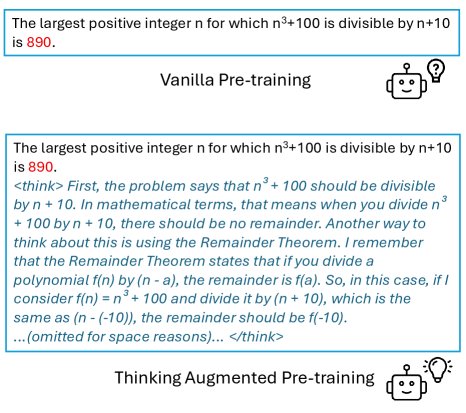 The largest positive integer n for which n³+100 is divisible by n+10
is 890.
Vanilla Pre-training
The largest positive integer n for which n³+100 is divisible by n+10
is 890.
<think> First, the problem says that n³ + 100 should be divisible
by n + 10. In mathematical terms, that means when you divide n³
+ 100 by n + 10, there should be no remainder. Another way to
think about this is using the Remainder Theorem. I remember
that the Remainder Theorem states that if you divide a
polynomial f(n) by (n - a), the remainder is f(a). So, in this case, if I
consider f(n) = n³ + 100 and divide it by (n + 10), which is the
same as (n - (-10)), the remainder should be f(-10).
...(omitted for space reasons)... </think>
Thinking Augmented Pre-training